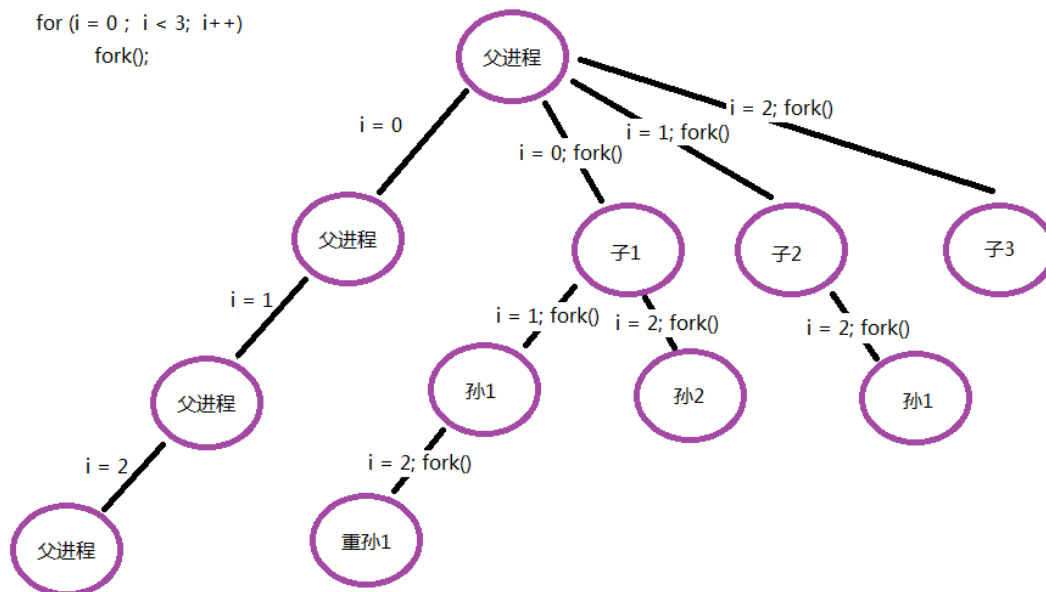 for (i = 0 ; i < 3; i++)
fork();
父进程
i = 0
i = 0; fork()
i = 1; fork()
i = 2; fork()
父进程
子1
子2
子3
i = 1
i = 1; fork()
i = 2; fork()
i = 2; fork()
父进程
孙1
孙2
孙1
i = 2
i = 2; fork()
父进程
重孙1